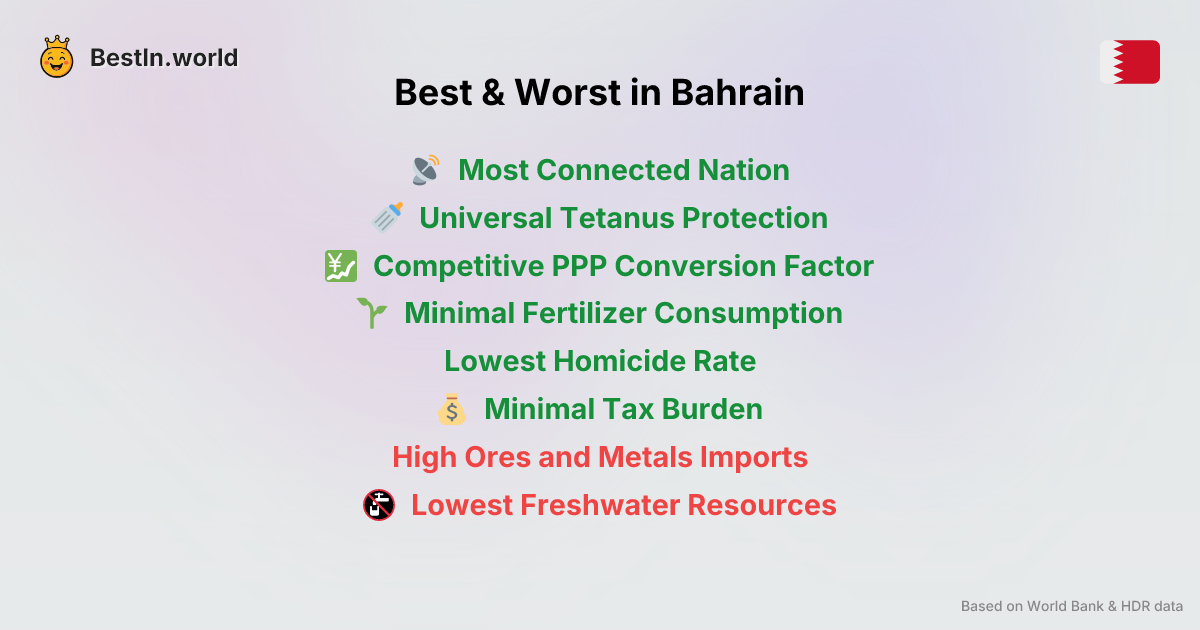 BestIn.world
Best & Worst in Bahrain
Most Connected Nation
Universal Tetanus Protection
Competitive PPP Conversion Factor
Minimal Fertilizer Consumption
Lowest Homicide Rate
Minimal Tax Burden
High Ores and Metals Imports
Lowest Freshwater Resources
Based on World Bank & HDR data